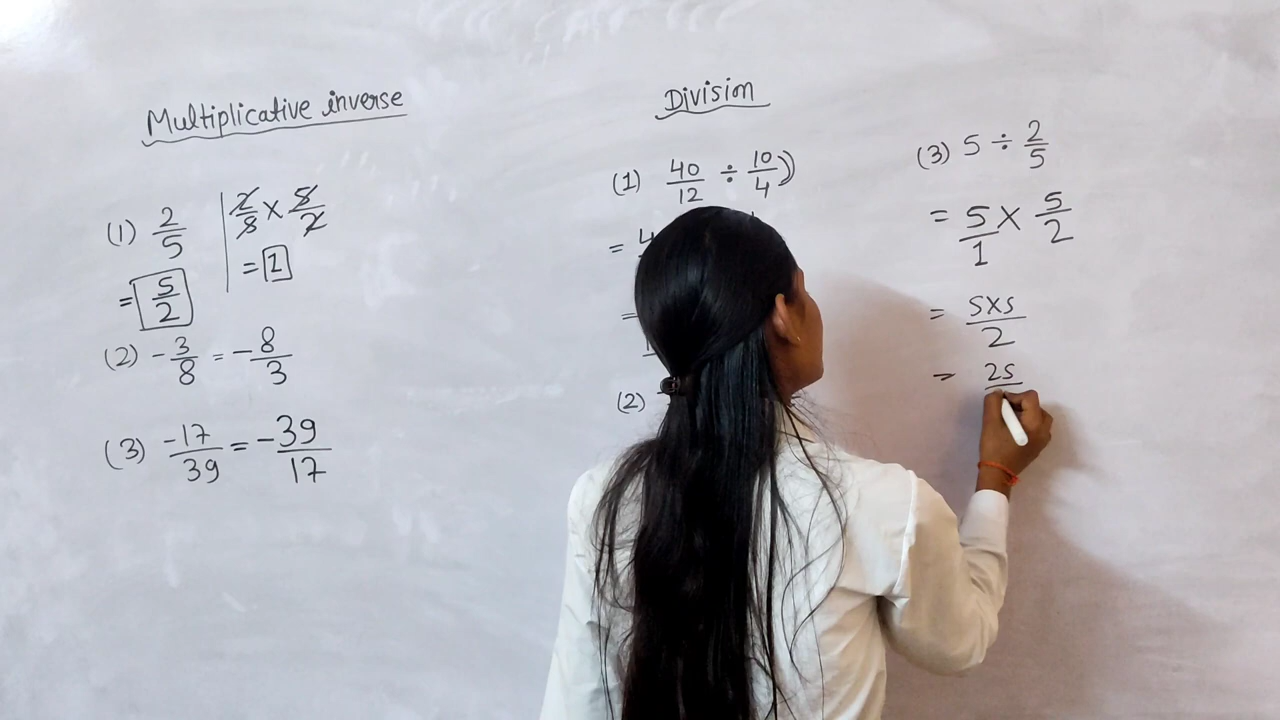 Multiplicative inverse
(1) 2/5
2/5 × 5/2
= 1
= 5/2
(2) -3/8 = -8/3
(3) -17/39 = -39/17
Division
(1) 40/12 ÷ 10/4)
=
=
(2)
(3) 5 ÷ 2/5
= 5/1 × 5/2
= 5×5/2
= 25